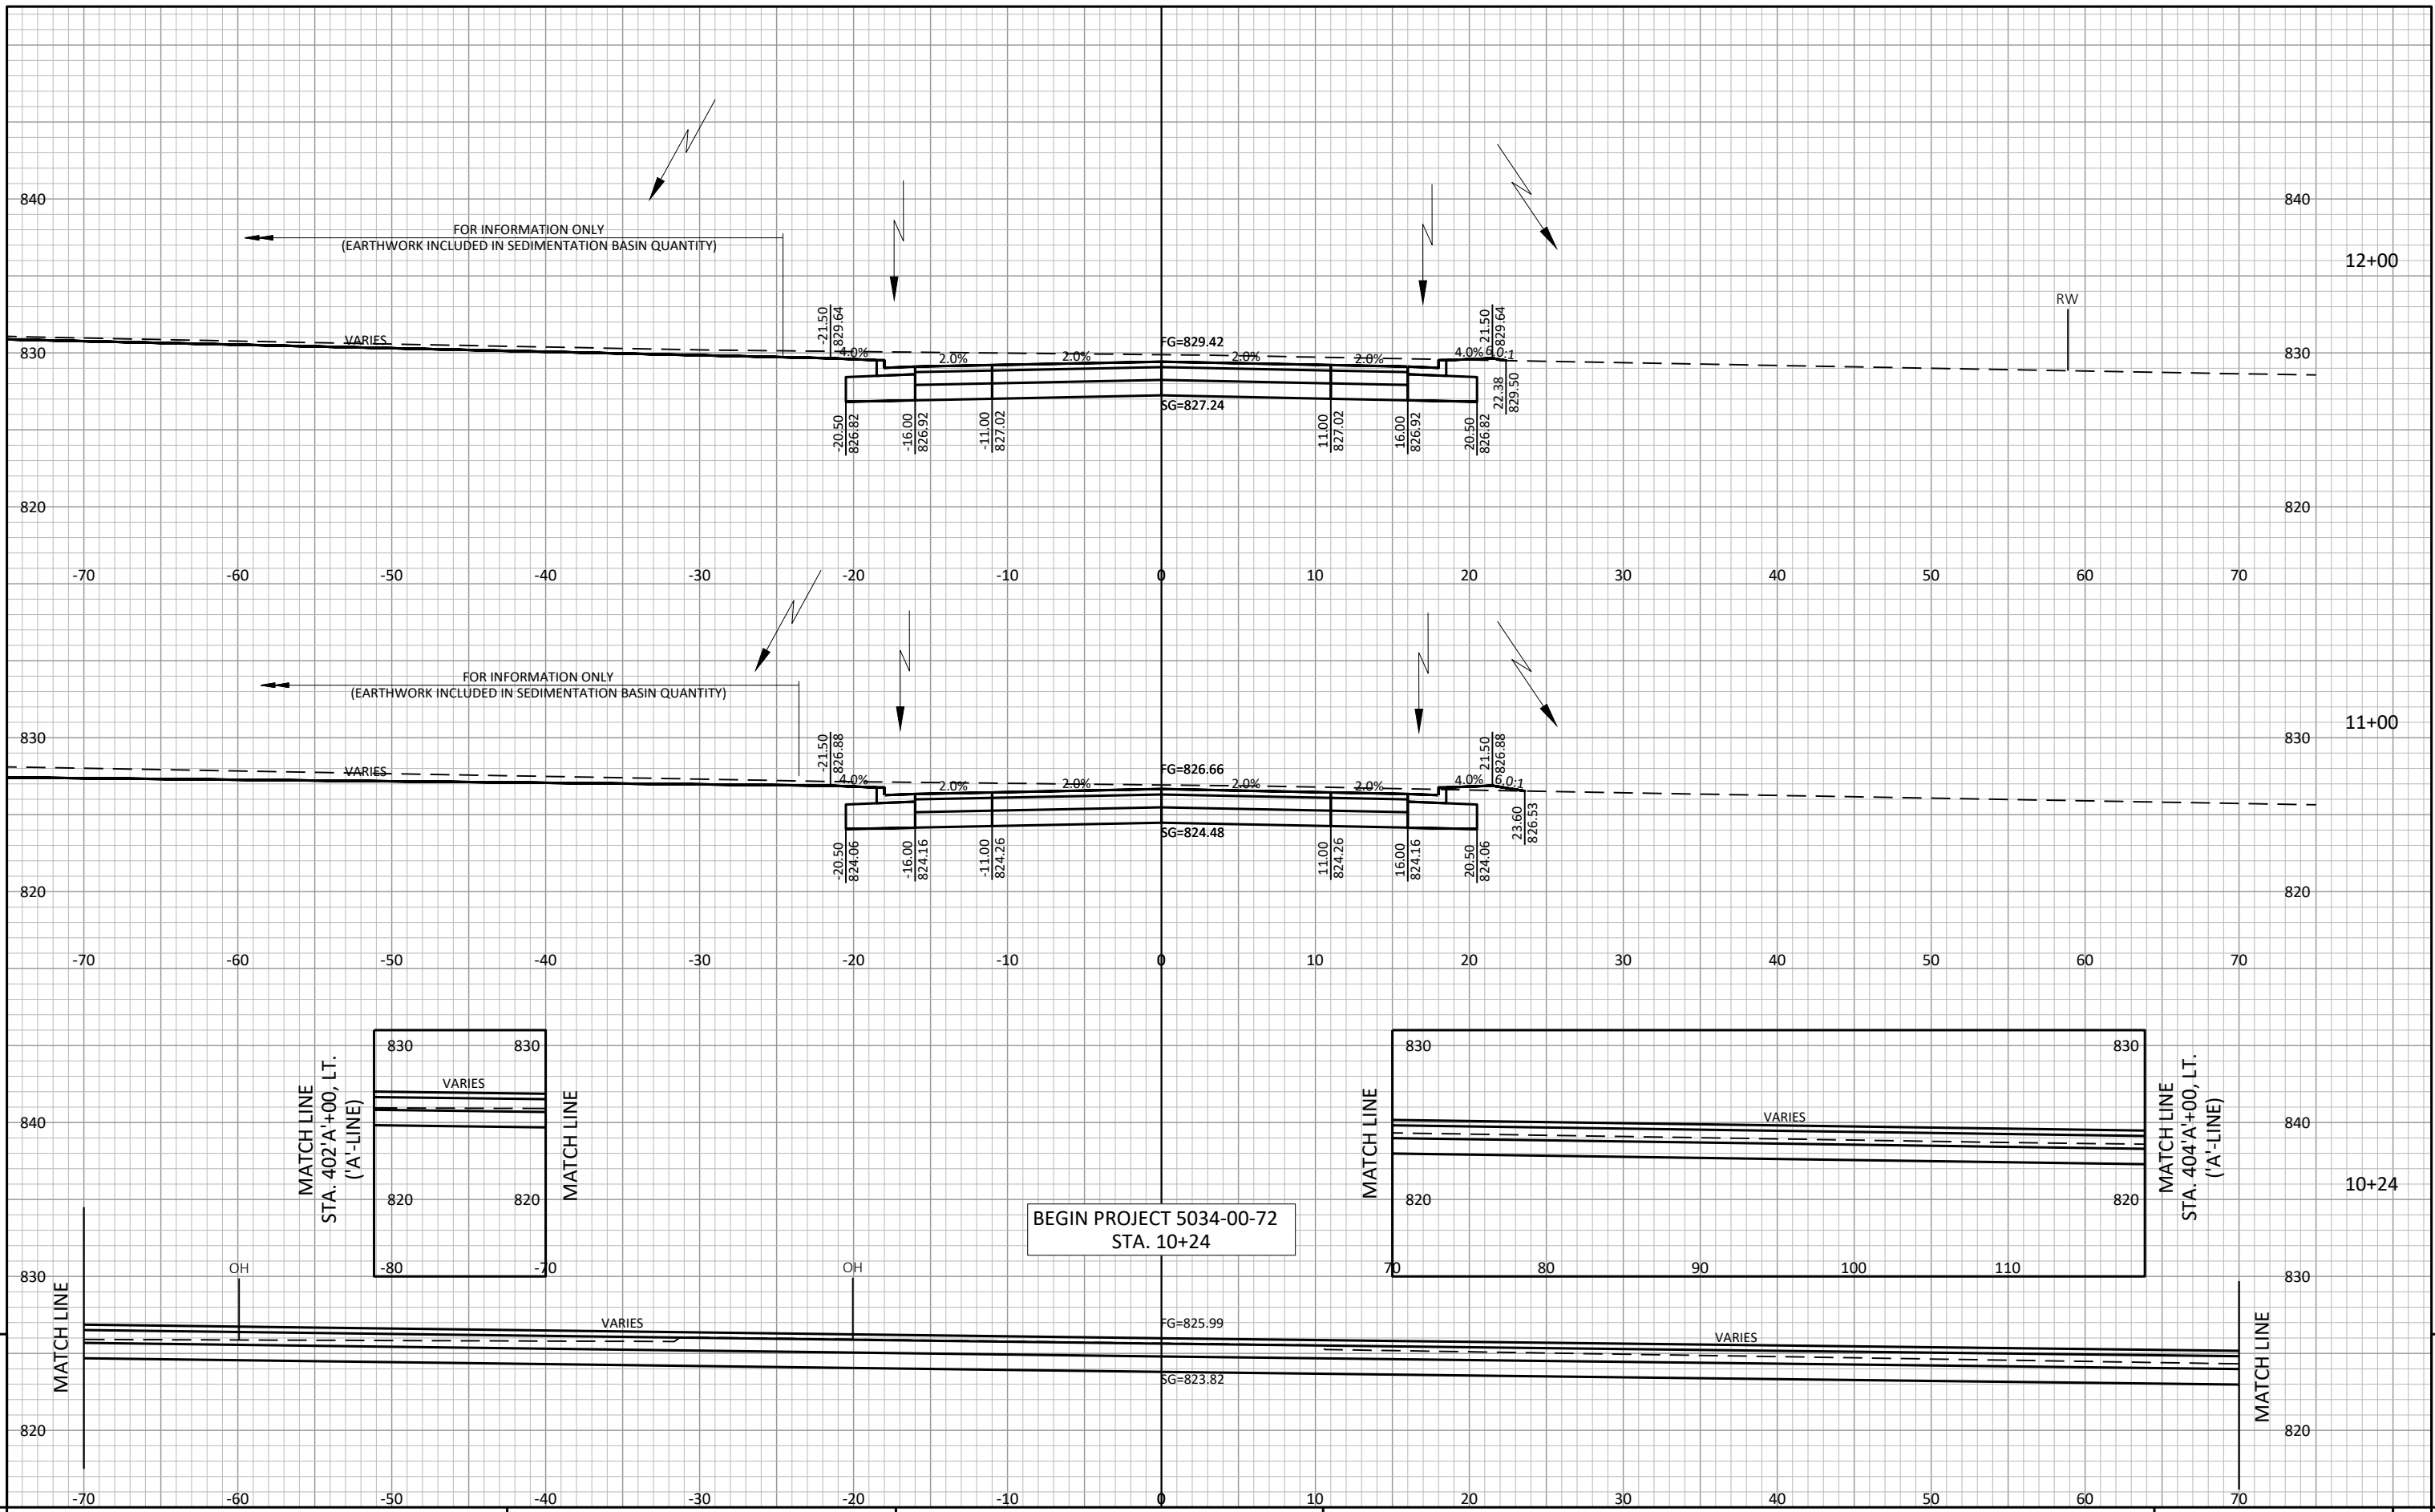 840
840
FOR INFORMATION ONLY
(EARTHWORK INCLUDED IN SEDIMENTATION BASIN QUANTITY)
12+00
RW
-21.50
829.64
21.50
829.64
830
VARIES
4.0%
2.0%
2.0%
FG=829.42
2.0%
2.0%
4.0%
6.0:1
830
22.38
829.50
SG=827.24
-20.50
826.82
-16.00
826.92
-11.00
827.02
11.00
827.02
16.00
826.92
20.50
826.82
820
820
-70 -60 -50 -40 -30 -20 -10 0 10 20 30 40 50 60 70
FOR INFORMATION ONLY
(EARTHWORK INCLUDED IN SEDIMENTATION BASIN QUANTITY)
11+00
830
830
-21.50
826.88
21.50
826.88
VARIES
4.0%
2.0%
2.0%
FG=826.66
2.0%
2.0%
4.0%
6.0:1
23.60
826.53
SG=824.48
-20.50
824.06
-16.00
824.16
-11.00
824.26
11.00
824.26
16.00
824.16
20.50
824.06
820
820
-70 -60 -50 -40 -30 -20 -10 0 10 20 30 40 50 60 70
MATCH LINE
STA. 402'A'+00, LT.
('A'-LINE)
830 830
VARIES
820 820
-80 -70
MATCH LINE
MATCH LINE
830 830
VARIES
820 820
70 80 90 100 110
MATCH LINE
STA. 404'A'+00, LT.
('A'-LINE)
840
840
10+24
BEGIN PROJECT 5034-00-72
STA. 10+24
830
830
MATCH LINE
OH
OH
VARIES
FG=825.99
VARIES
SG=823.82
MATCH LINE
820
820
-70 -60 -50 -40 -30 -20 -10 0 10 20 30 40 50 60 70